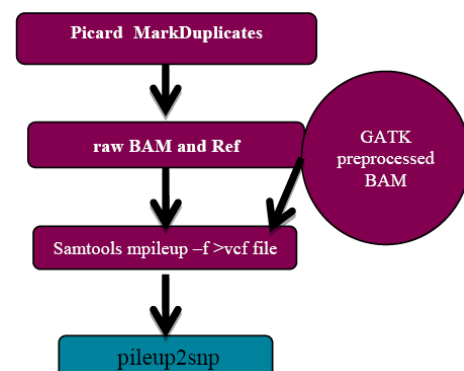 Picard MarkDuplicates
raw BAM and Ref
GATK
preprocessed
BAM
Samtools mpileup –f >vcf file
pileup2snp